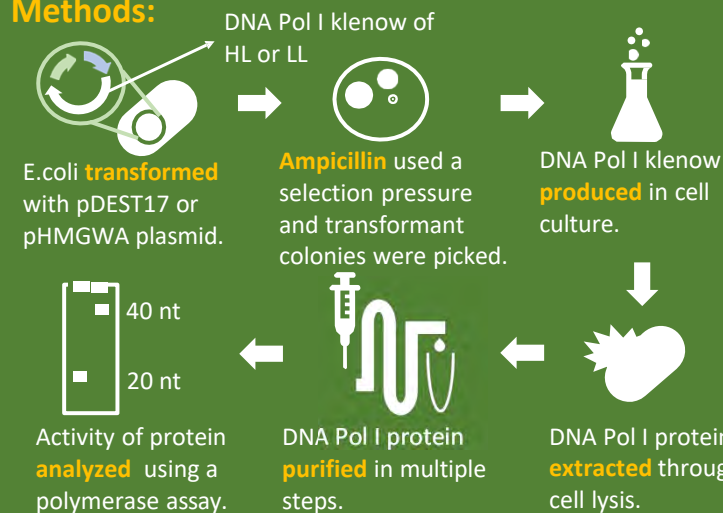 Methods:
DNA Pol I klenow of
HL or LL
E.coli transformed
with pDEST17 or
pHMGWA plasmid.
Ampicillin used a
selection pressure
and transformant
colonies were picked.
DNA Pol I klenow
produced in cell
culture.
40 nt
20 nt
Activity of protein
analyzed using a
polymerase assay.
E
DNA Pol I protein
purified in multiple
steps.
DNA Pol I protein
extracted through
cell lysis.